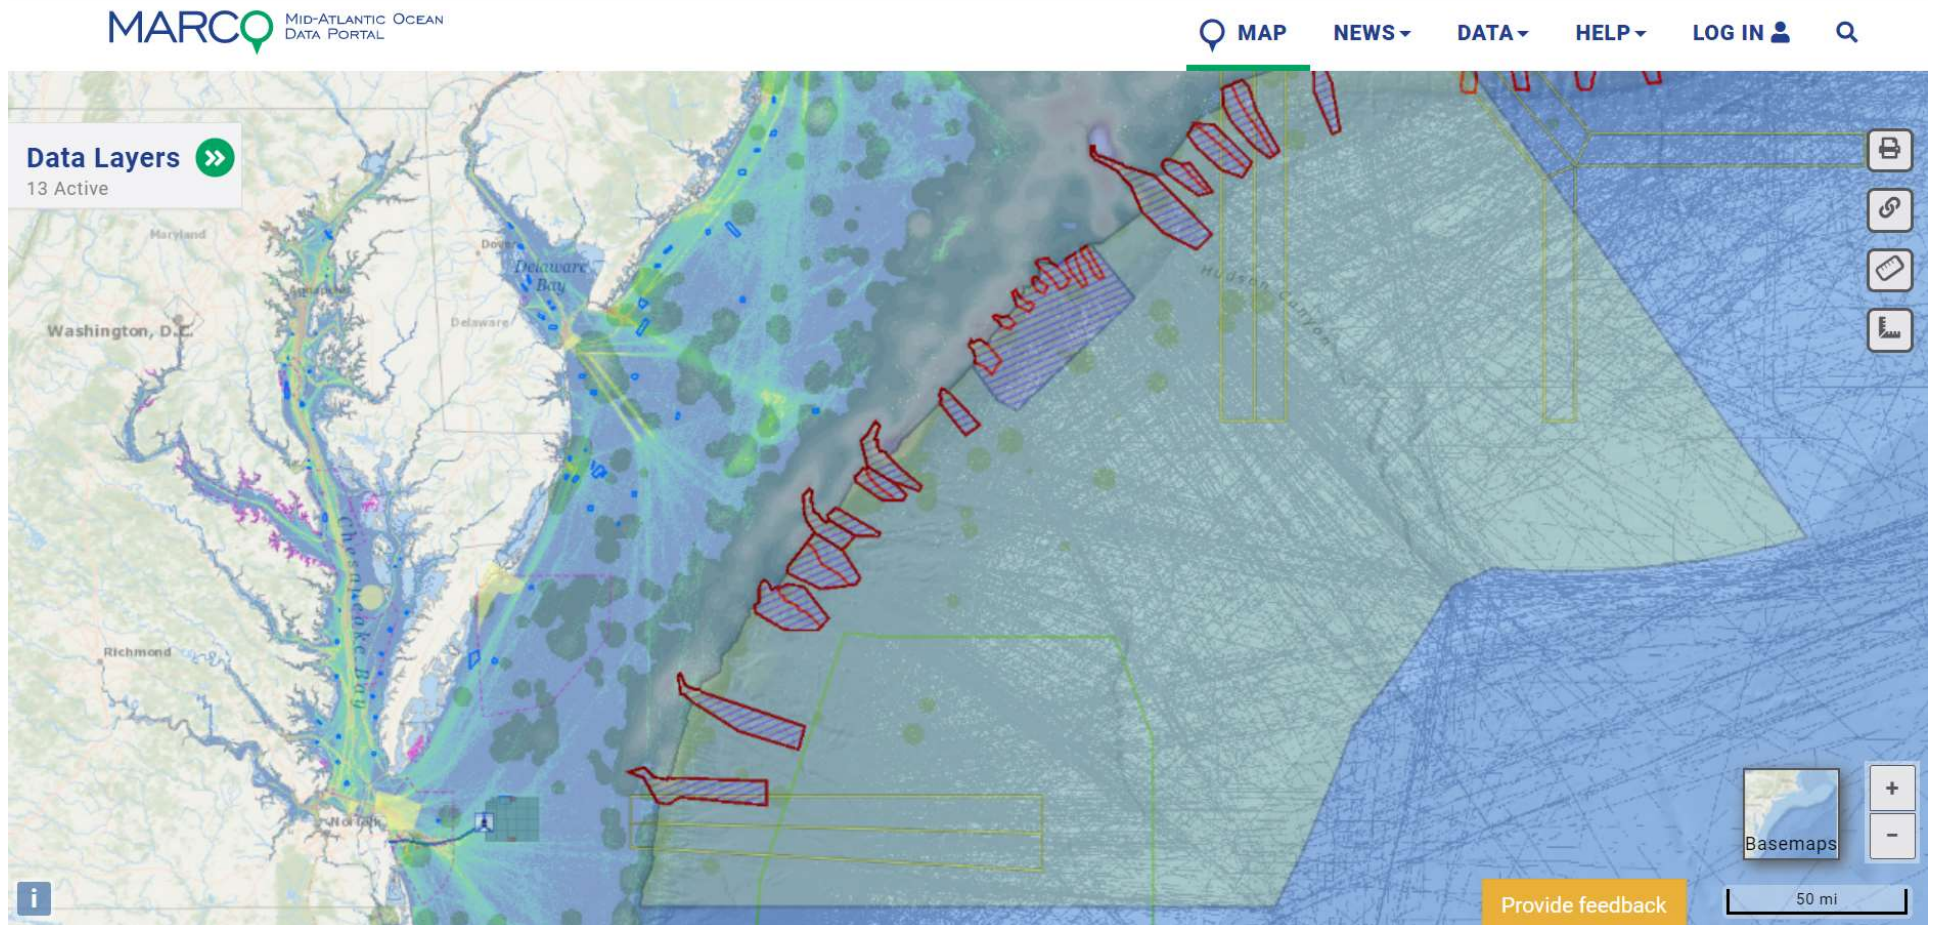 MARCO
MID-ATLANTIC OCEAN
DATA PORTAL
MAP
NEWS
DATA
HELP
LOG IN
Data Layers
13 Active
Maryland
Dover
Delaware
Bay
Annapolis
Washington, D.C.
Delaware
Hudson Canyon
Chesapeake Bay
Richmond
Norfolk
Basemaps
+
−
i
Provide feedback
50 mi